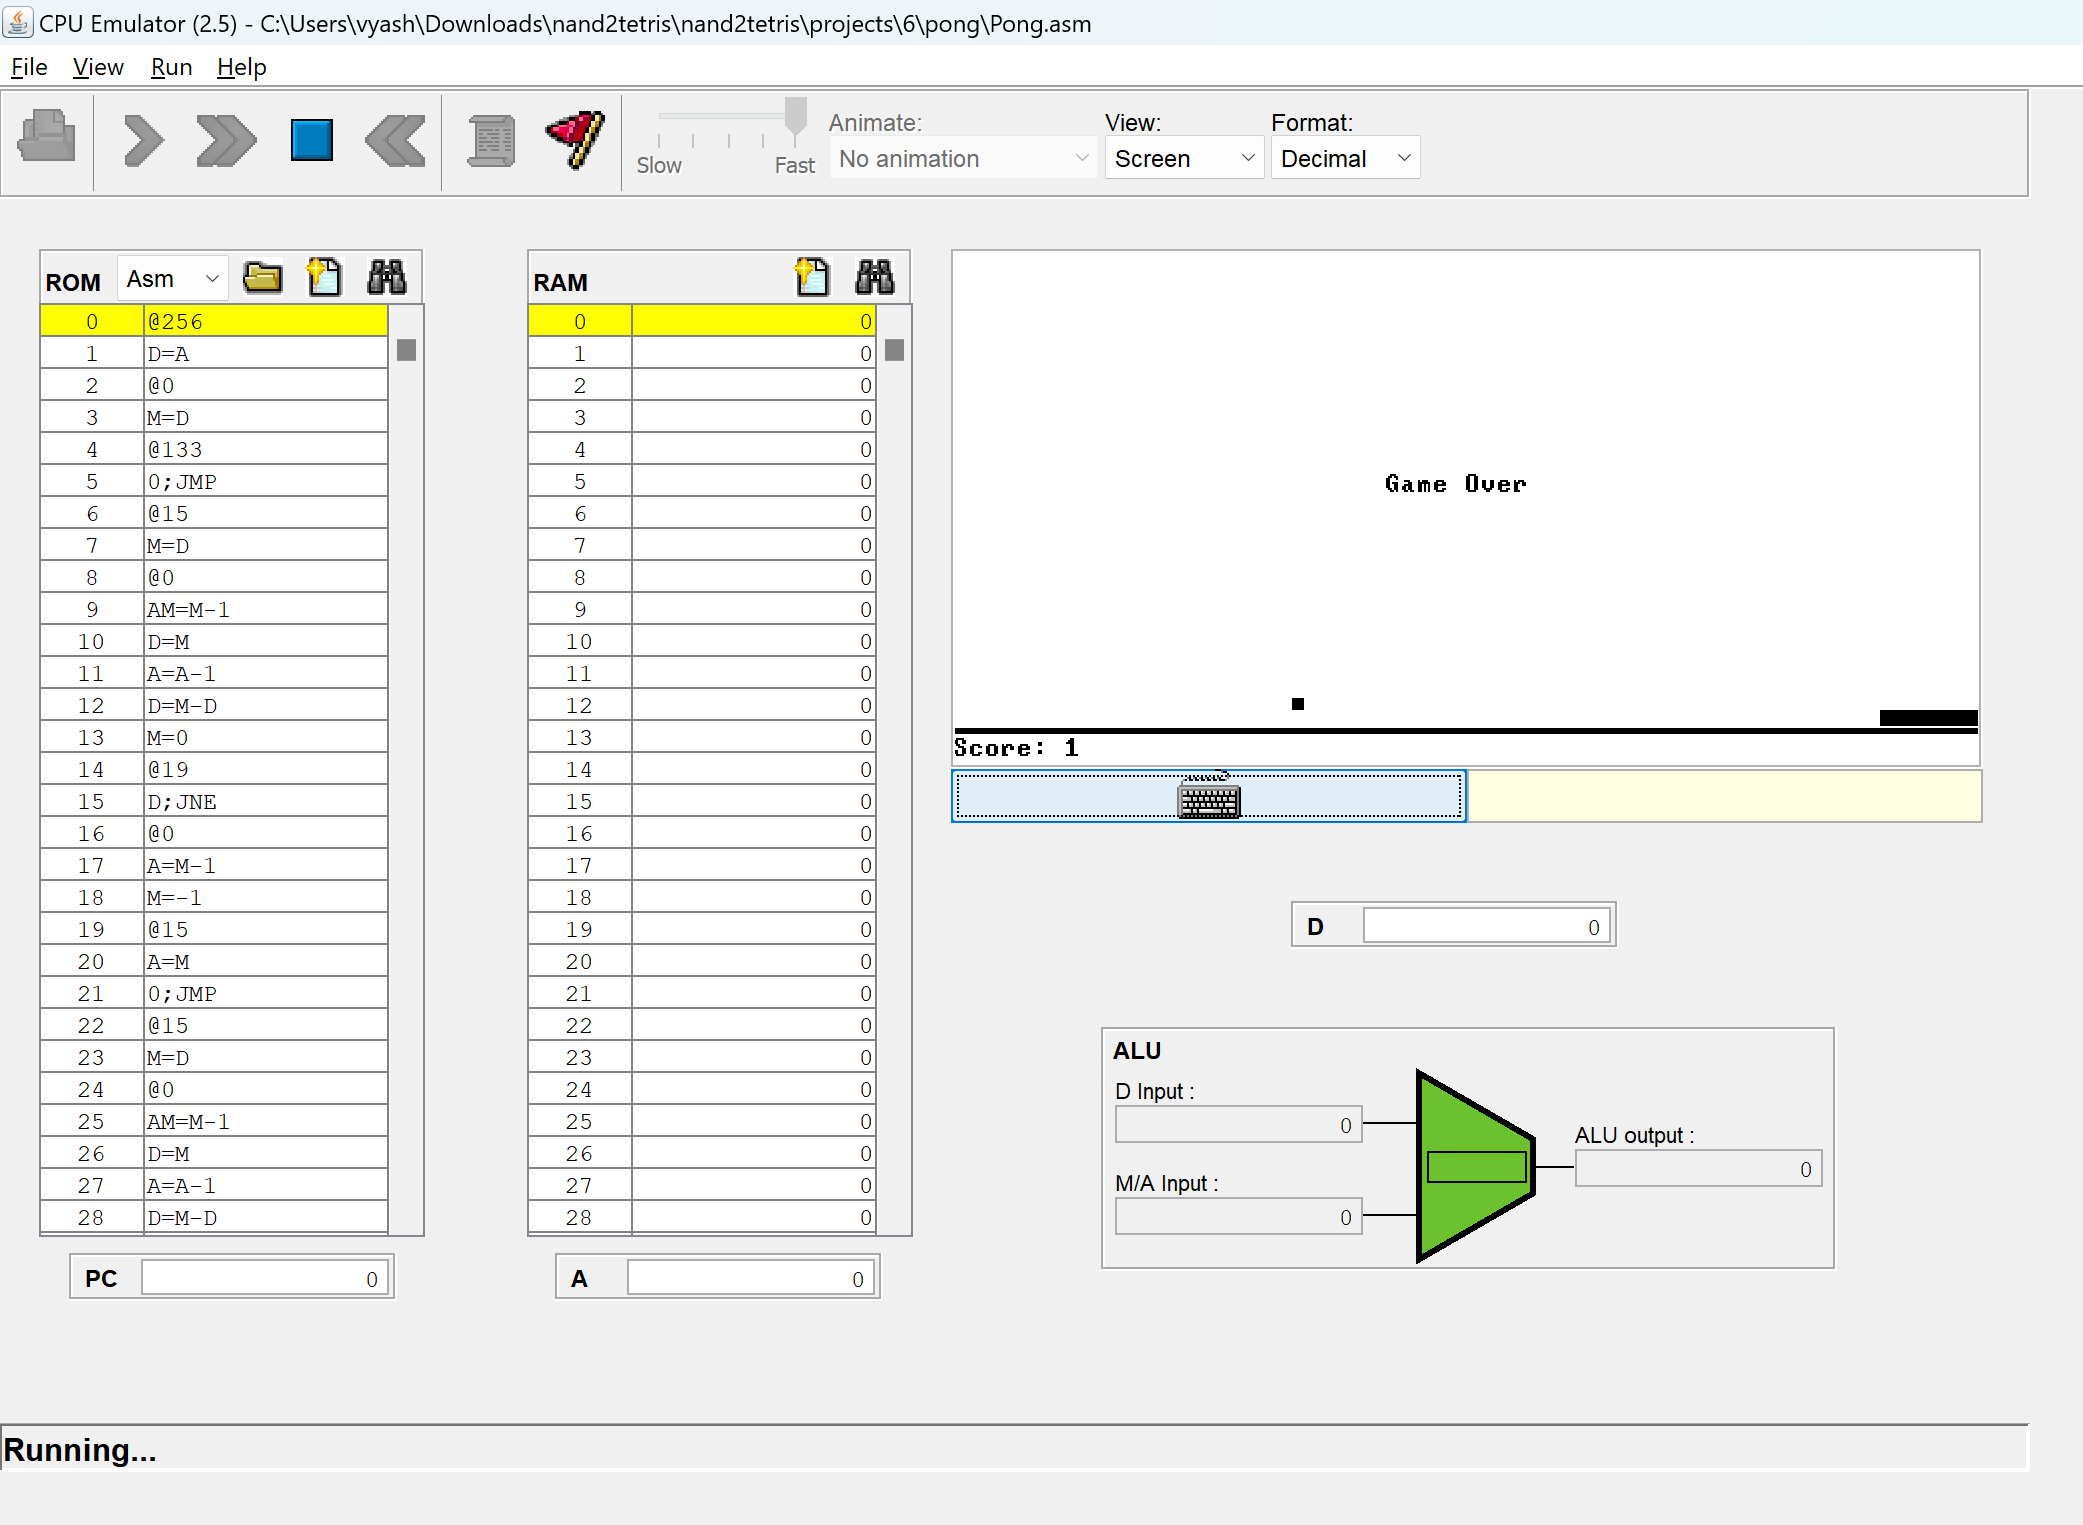 CPU Emulator (2.5) - C:\Users\vyash\Downloads\nand2tetris\nand2tetris\projects\6\pong\Pong.asm
File View Run Help
Slow Fast
Animate:
No animation
View:
Screen
Format:
Decimal
ROM Asm
0 @256
1 D=A
2 @0
3 M=D
4 @133
5 0;JMP
6 @15
7 M=D
8 @0
9 AM=M-1
10 D=M
11 A=A-1
12 D=M-D
13 M=0
14 @19
15 D;JNE
16 @0
17 A=M-1
18 M=-1
19 @15
20 A=M
21 0;JMP
22 @15
23 M=D
24 @0
25 AM=M-1
26 D=M
27 A=A-1
28 D=M-D
PC 0
RAM
0 0
1 0
2 0
3 0
4 0
5 0
6 0
7 0
8 0
9 0
10 0
11 0
12 0
13 0
14 0
15 0
16 0
17 0
18 0
19 0
20 0
21 0
22 0
23 0
24 0
25 0
26 0
27 0
28 0
A 0
Game Over
Score: 1
D 0
ALU
D Input :
0
M/A Input :
0
ALU output :
0
Running...